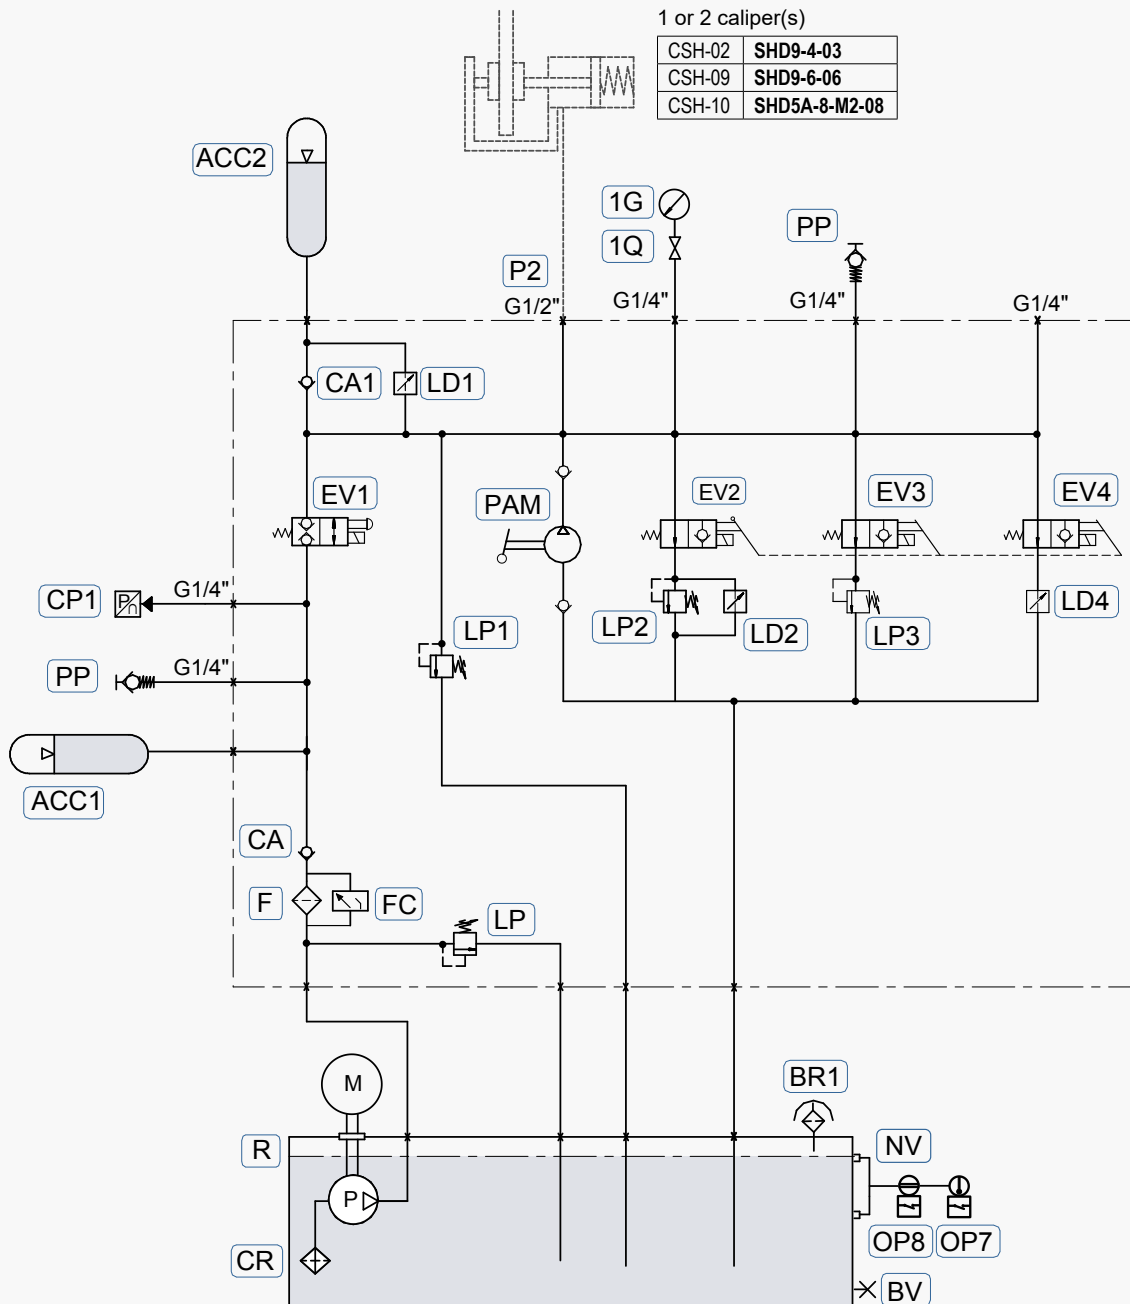 1 or 2 caliper(s)
CSH-02 SHD9-4-03
CSH-09 SHD9-6-06
CSH-10 SHD5A-8-M2-08
ACC2
1G
1Q
PP
P2
G1/2"
G1/4"
G1/4"
G1/4"
CA1
LD1
EV1
PAM
EV2
EV3
EV4
CP1
P
n
G1/4"
LP1
LP2
LD2
LP3
LD4
PP
G1/4"
ACC1
CA
F
FC
LP
M
BR1
R
NV
P
CR
OP8
OP7
BV